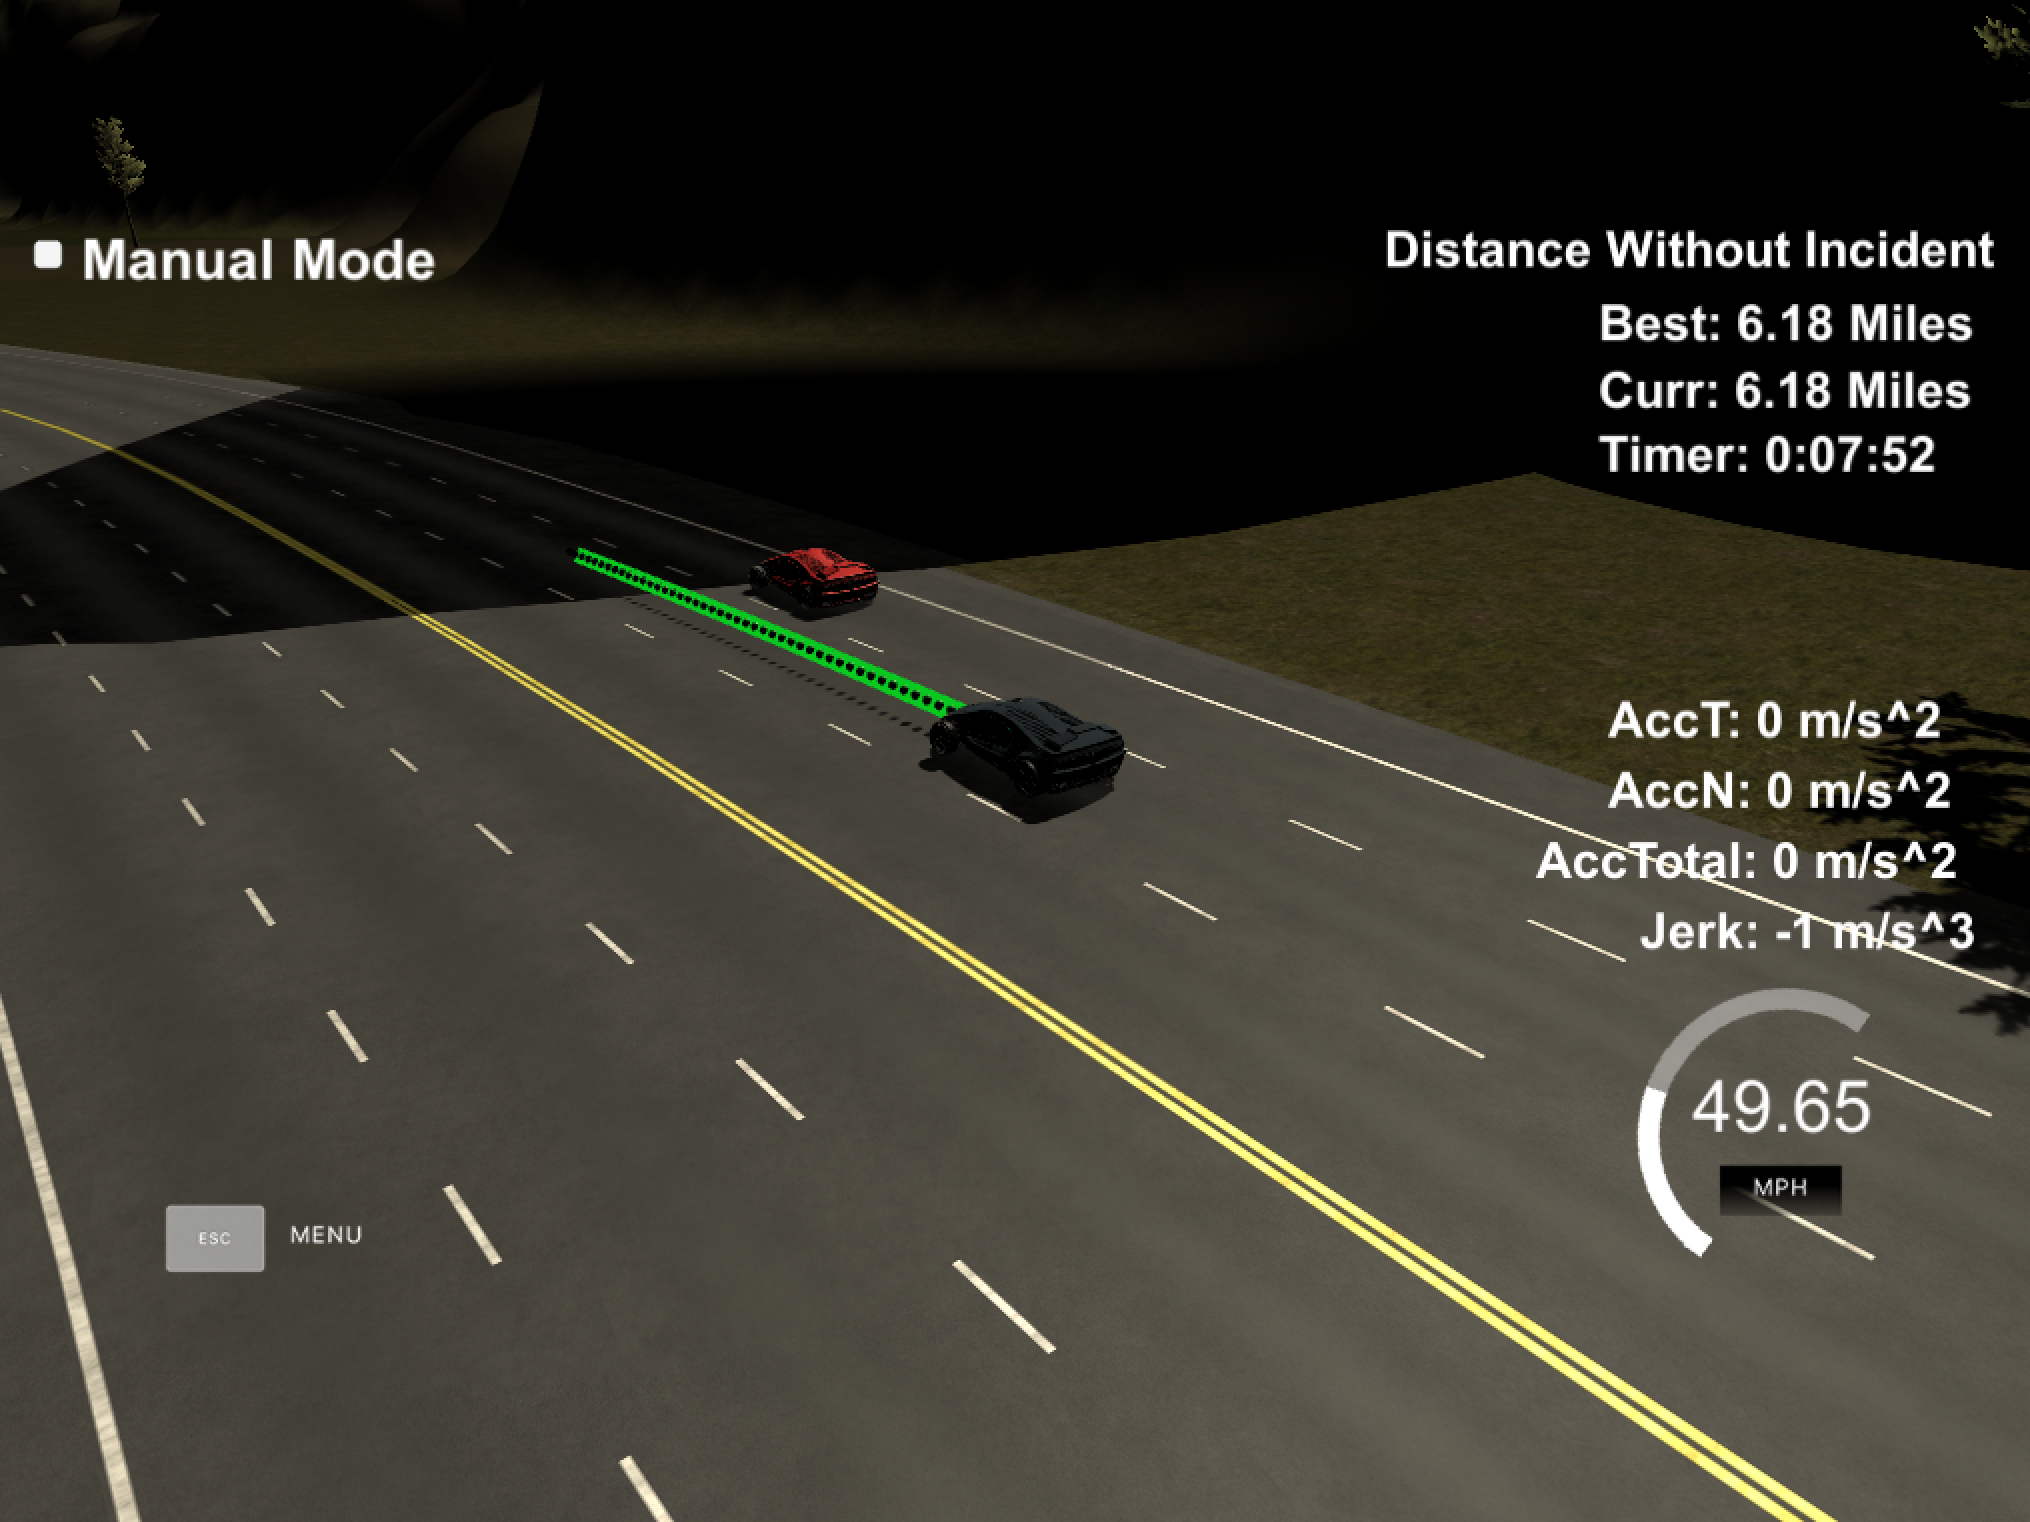 Manual Mode
Distance Without Incident
Best: 6.18 Miles
Curr: 6.18 Miles
Timer: 0:07:52
AccT: 0 m/s^2
AccN: 0 m/s^2
AccTotal: 0 m/s^2
Jerk: -1 m/s^3
49.65
MPH
ESC MENU